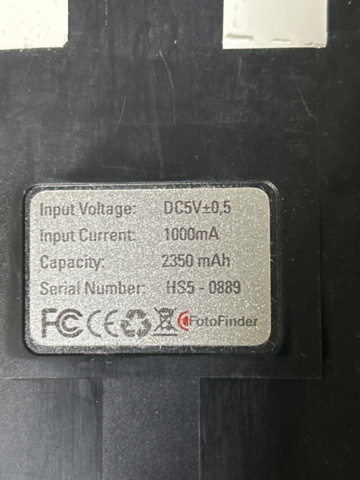 Input Voltage: DC5V±0,5
Input Current: 1000mA
Capacity: 2350 mAh
Serial Number: HS5 - 0889
FC CE FotoFinder